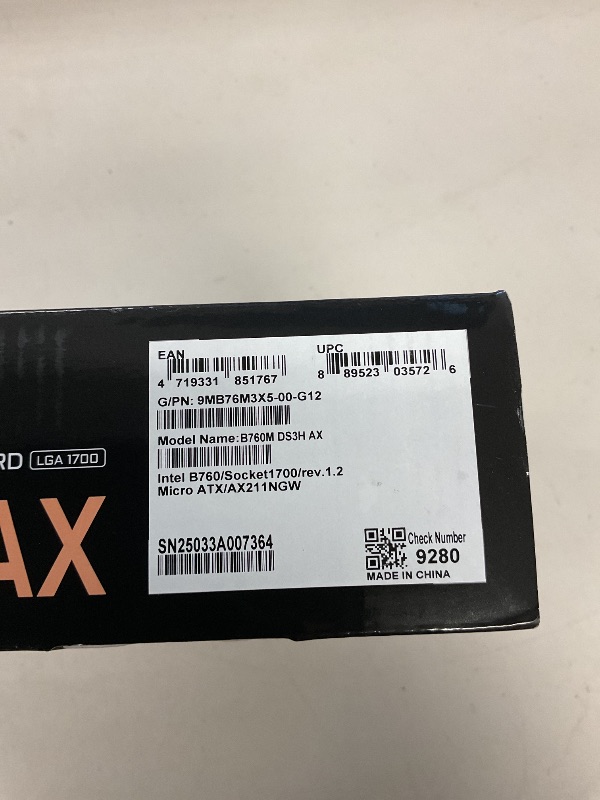 EAN
4 719331 851767
UPC
8 89523 03572 6
G/PN: 9MB76M3X5-00-G12
Model Name:B760M DS3H AX
Intel B760/Socket1700/rev.1.2
Micro ATX/AX211NGW
SN25033A007364
Check Number
9280
MADE IN CHINA
RD LGA 1700
AX